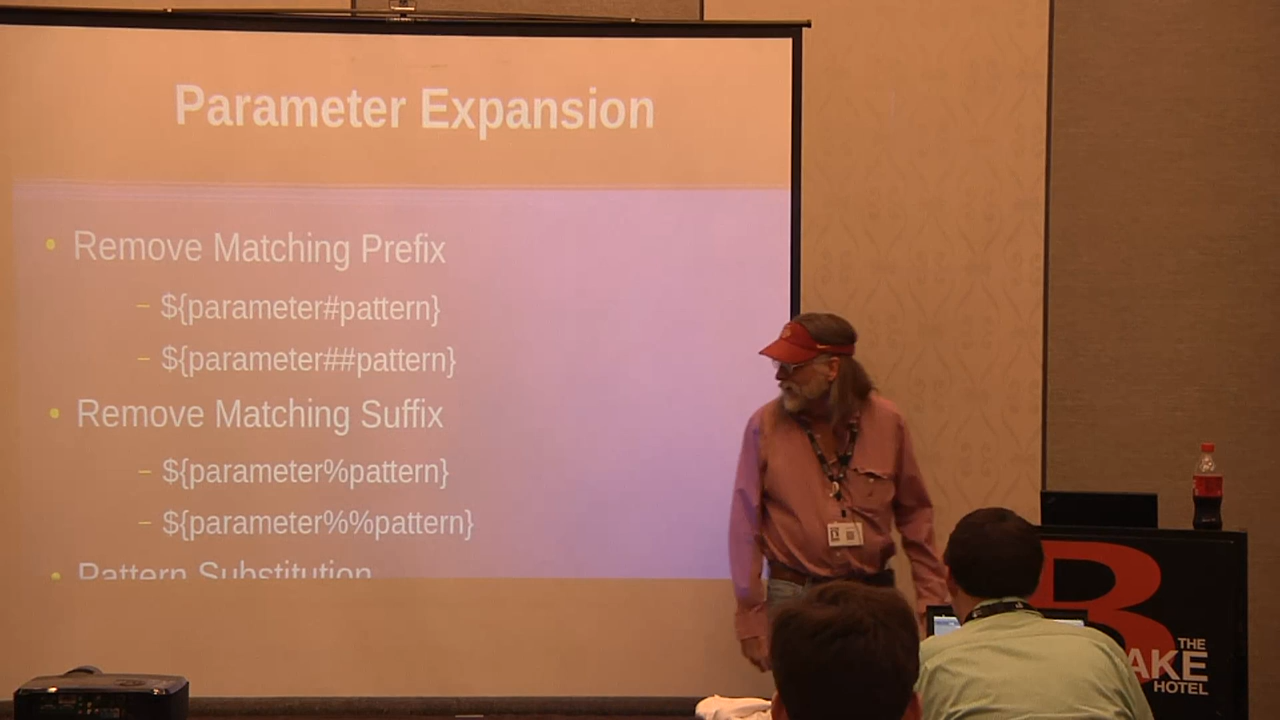 Parameter Expansion
• Remove Matching Prefix
– ${parameter#pattern}
– ${parameter##pattern}
• Remove Matching Suffix
– ${parameter%pattern}
– ${parameter%%pattern}
• Pattern Substitution
B
THE
AKE
HOTEL